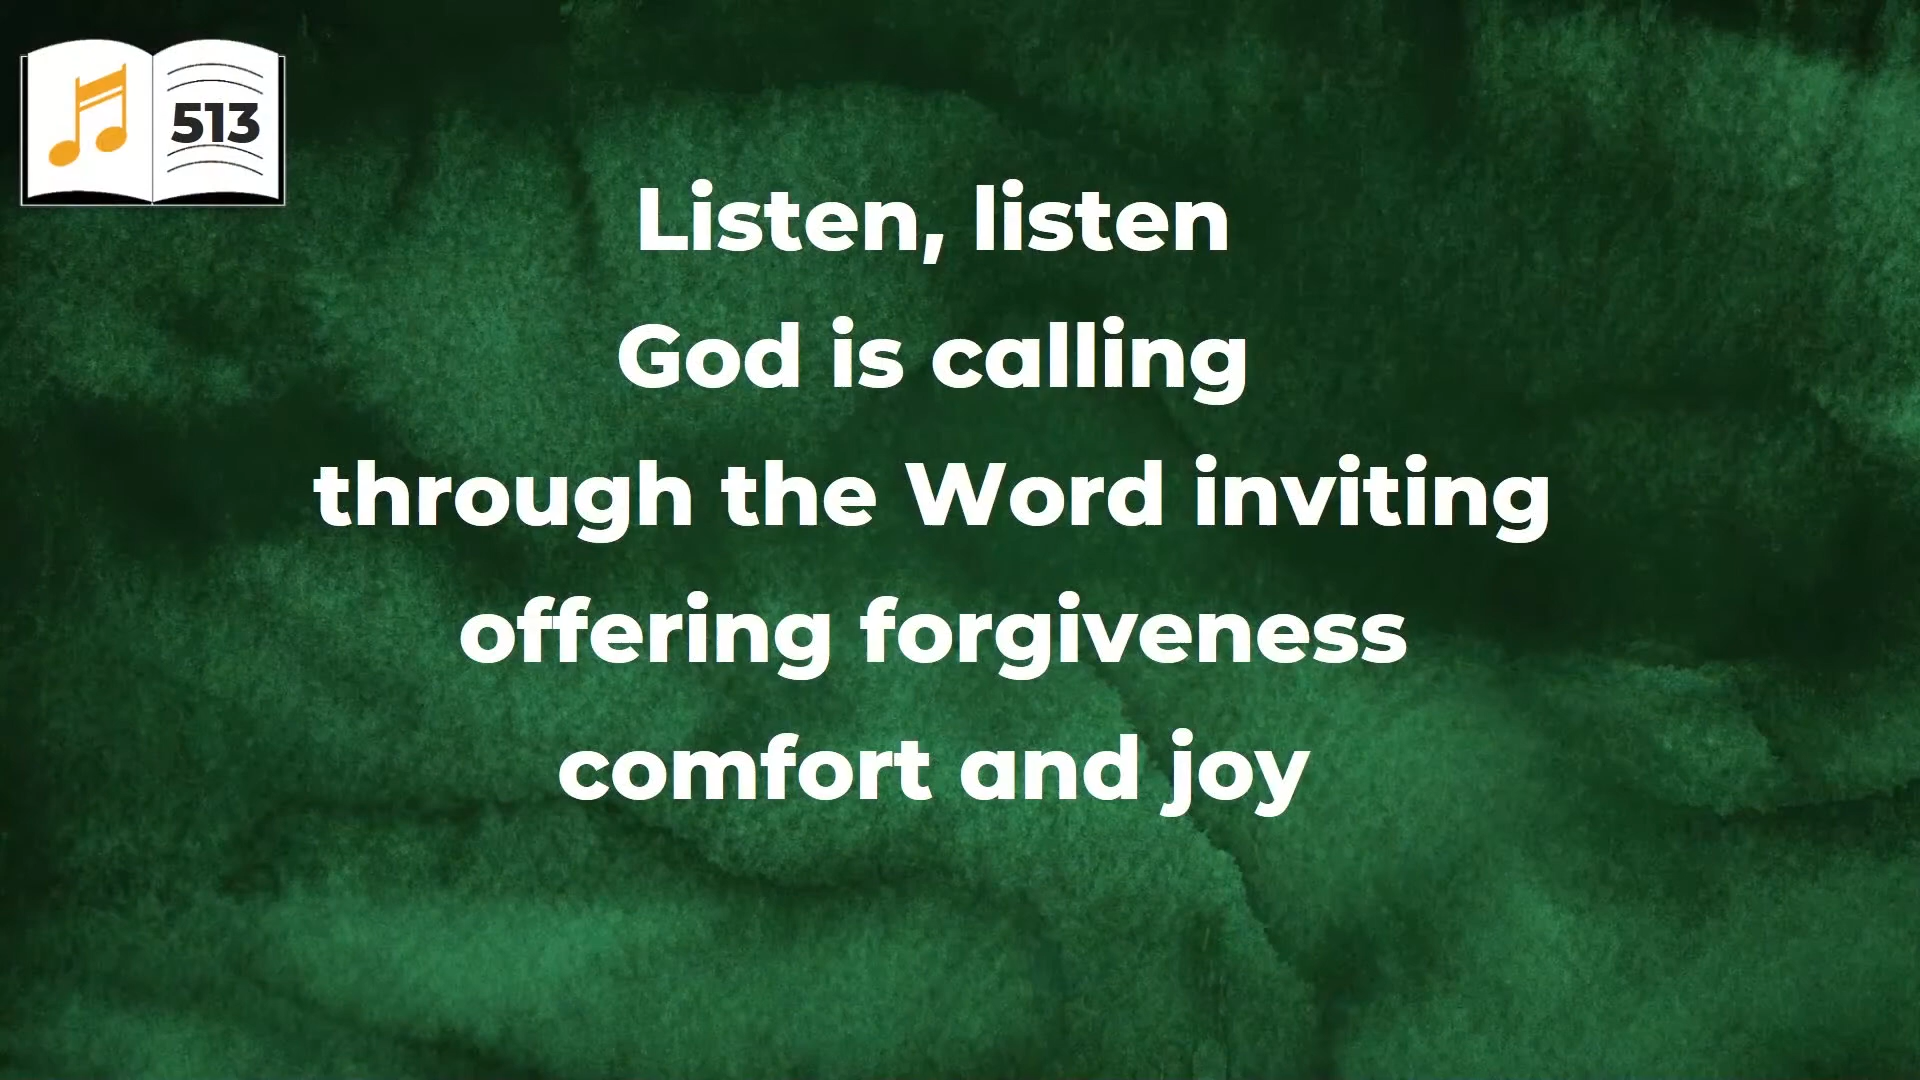 513
Listen, listen
God is calling
through the Word inviting
offering forgiveness
comfort and joy